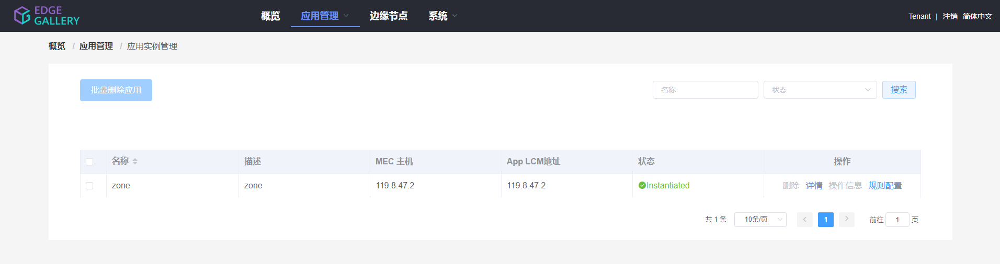 EDGE
GALLERY
概览 应用管理 边缘节点 系统
Tenant | 注销 简体中文
概览 / 应用管理 / 应用实例管理
批量删除应用
名称 状态 搜索
名称 描述 MEC 主机 App LCM地址 状态 操作
zone zone 119.8.47.2 119.8.47.2 Instantiated 删除 详情 操作信息 规则配置
共 1 条 10条/页 1 前往 1 页